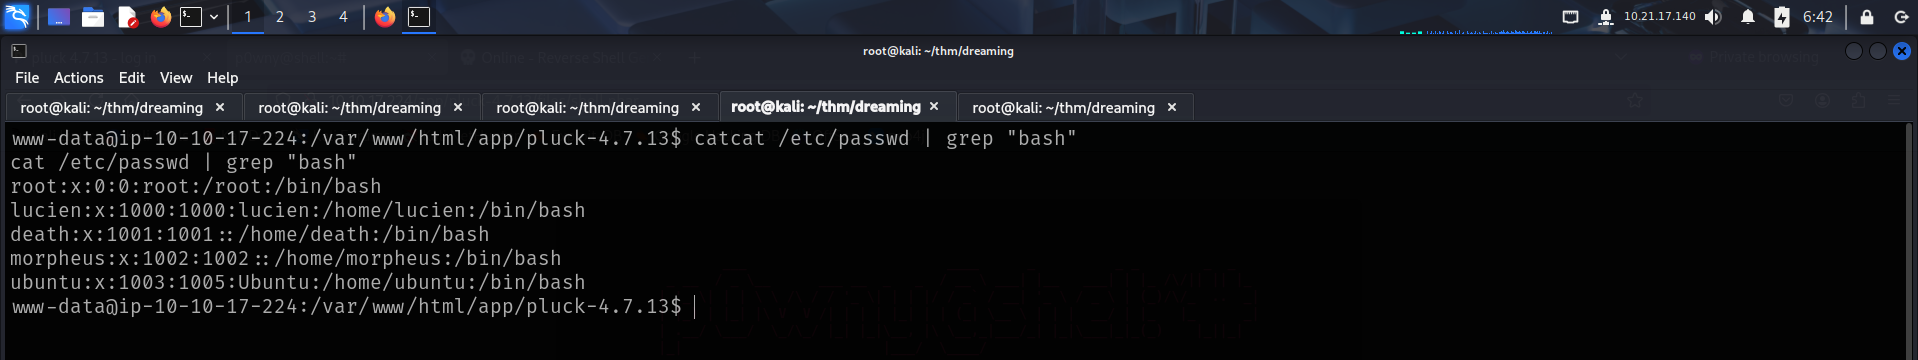 1 2 3 4 10.21.17.140 6:42
root@kali: ~/thm/dreaming
File Actions Edit View Help
root@kali: ~/thm/dreaming × root@kali: ~/thm/dreaming × root@kali: ~/thm/dreaming × root@kali: ~/thm/dreaming × root@kali: ~/thm/dreaming ×
www-data@ip-10-10-17-224:/var/www/html/app/pluck-4.7.13$ catcat /etc/passwd | grep "bash"
cat /etc/passwd | grep "bash"
root:x:0:0:root:/root:/bin/bash
lucien:x:1000:1000:lucien:/home/lucien:/bin/bash
death:x:1001:1001::/home/death:/bin/bash
morpheus:x:1002:1002::/home/morpheus:/bin/bash
ubuntu:x:1003:1005:Ubuntu:/home/ubuntu:/bin/bash
www-data@ip-10-10-17-224:/var/www/html/app/pluck-4.7.13$